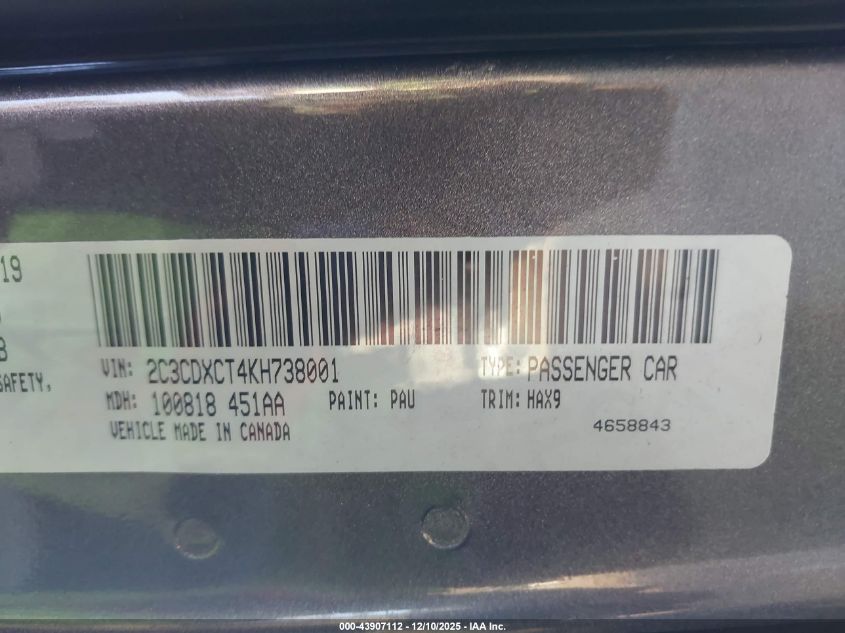 19
8
SAFETY,
VIN: 2C3CDXCT4KH738001 TYPE: PASSENGER CAR
MDH: 100818 451AA PAINT: PAU TRIM: HAX9
VEHICLE MADE IN CANADA 4658843
000-43907112 - 12/10/2025 - IAA Inc.